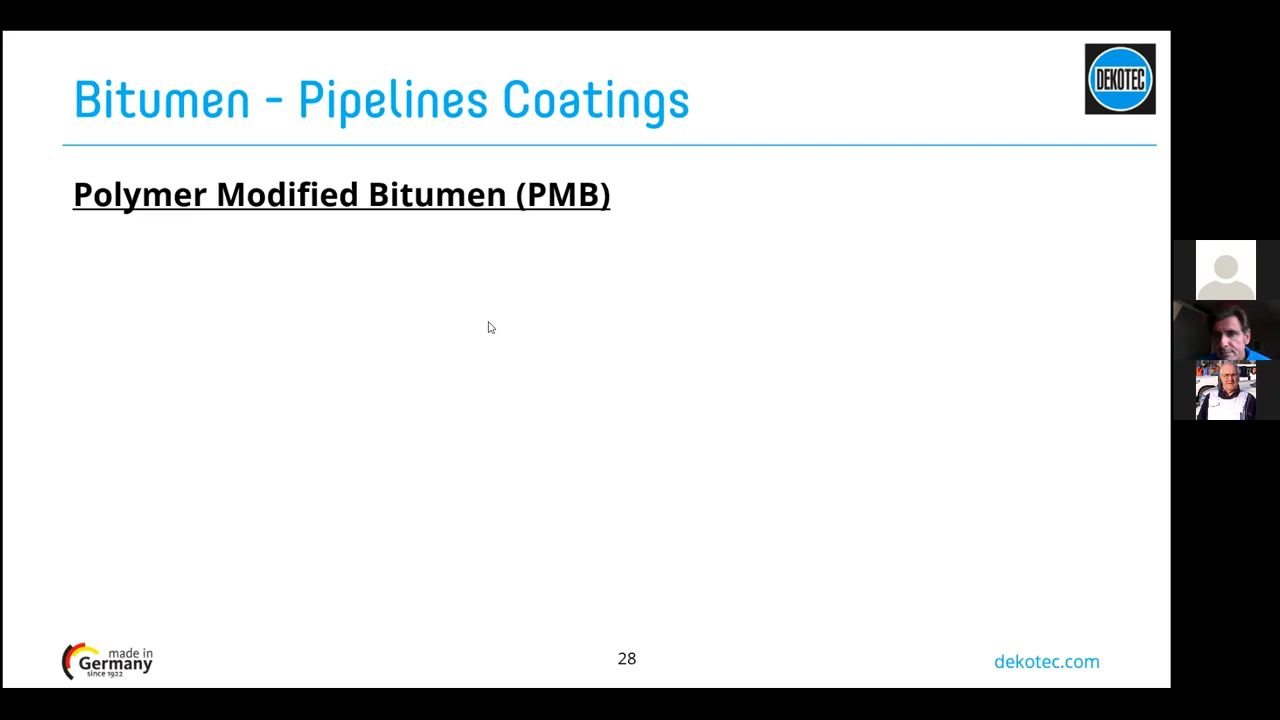 Bitumen - Pipelines Coatings
DEKOTEC
Polymer Modified Bitumen (PMB)
made in
Germany
since 1922
28
dekotec.com